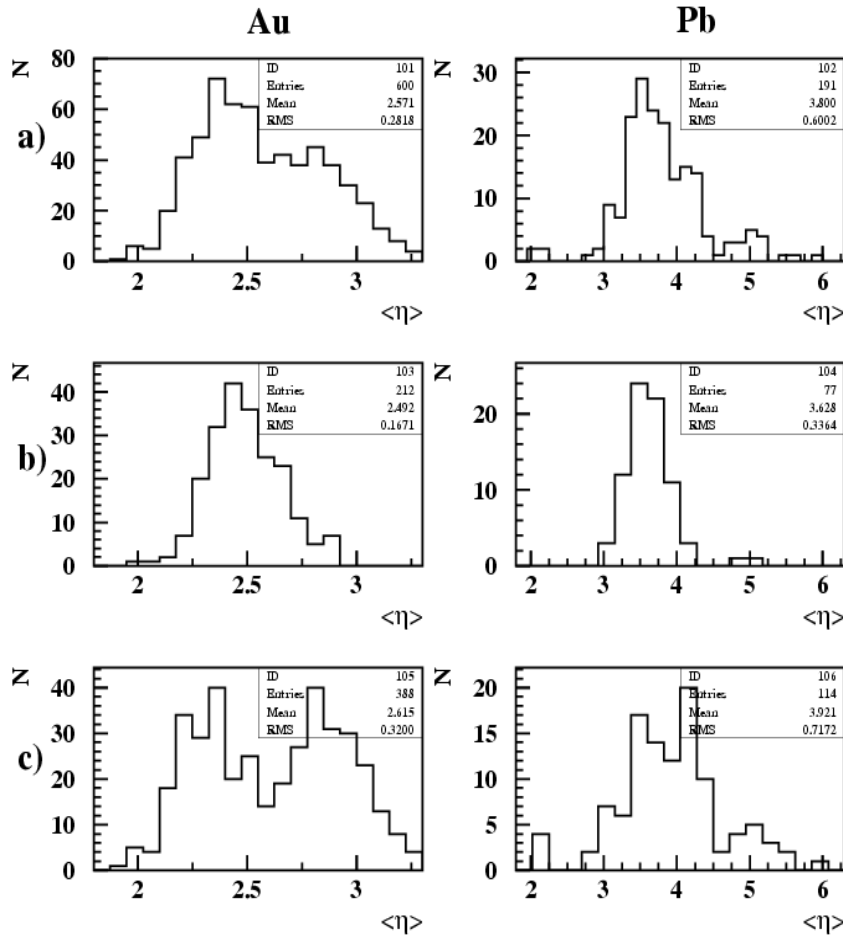 Au Pb
a)
N
80
60
40
20
0
2 2.5 3
<η>
ID 101
Entries 600
Mean 2.571
RMS 0.2818
N
30
20
10
0
2 3 4 5 6
<η>
ID 102
Entries 191
Mean 3.800
RMS 0.6002
b)
N
40
30
20
10
0
2 2.5 3
<η>
ID 103
Entries 212
Mean 2.492
RMS 0.1671
N
20
10
0
2 3 4 5 6
<η>
ID 104
Entries 77
Mean 3.628
RMS 0.3364
c)
N
40
30
20
10
0
2 2.5 3
<η>
ID 105
Entries 388
Mean 2.615
RMS 0.3200
N
20
15
10
5
0
2 3 4 5 6
<η>
ID 106
Entries 114
Mean 3.921
RMS 0.7172